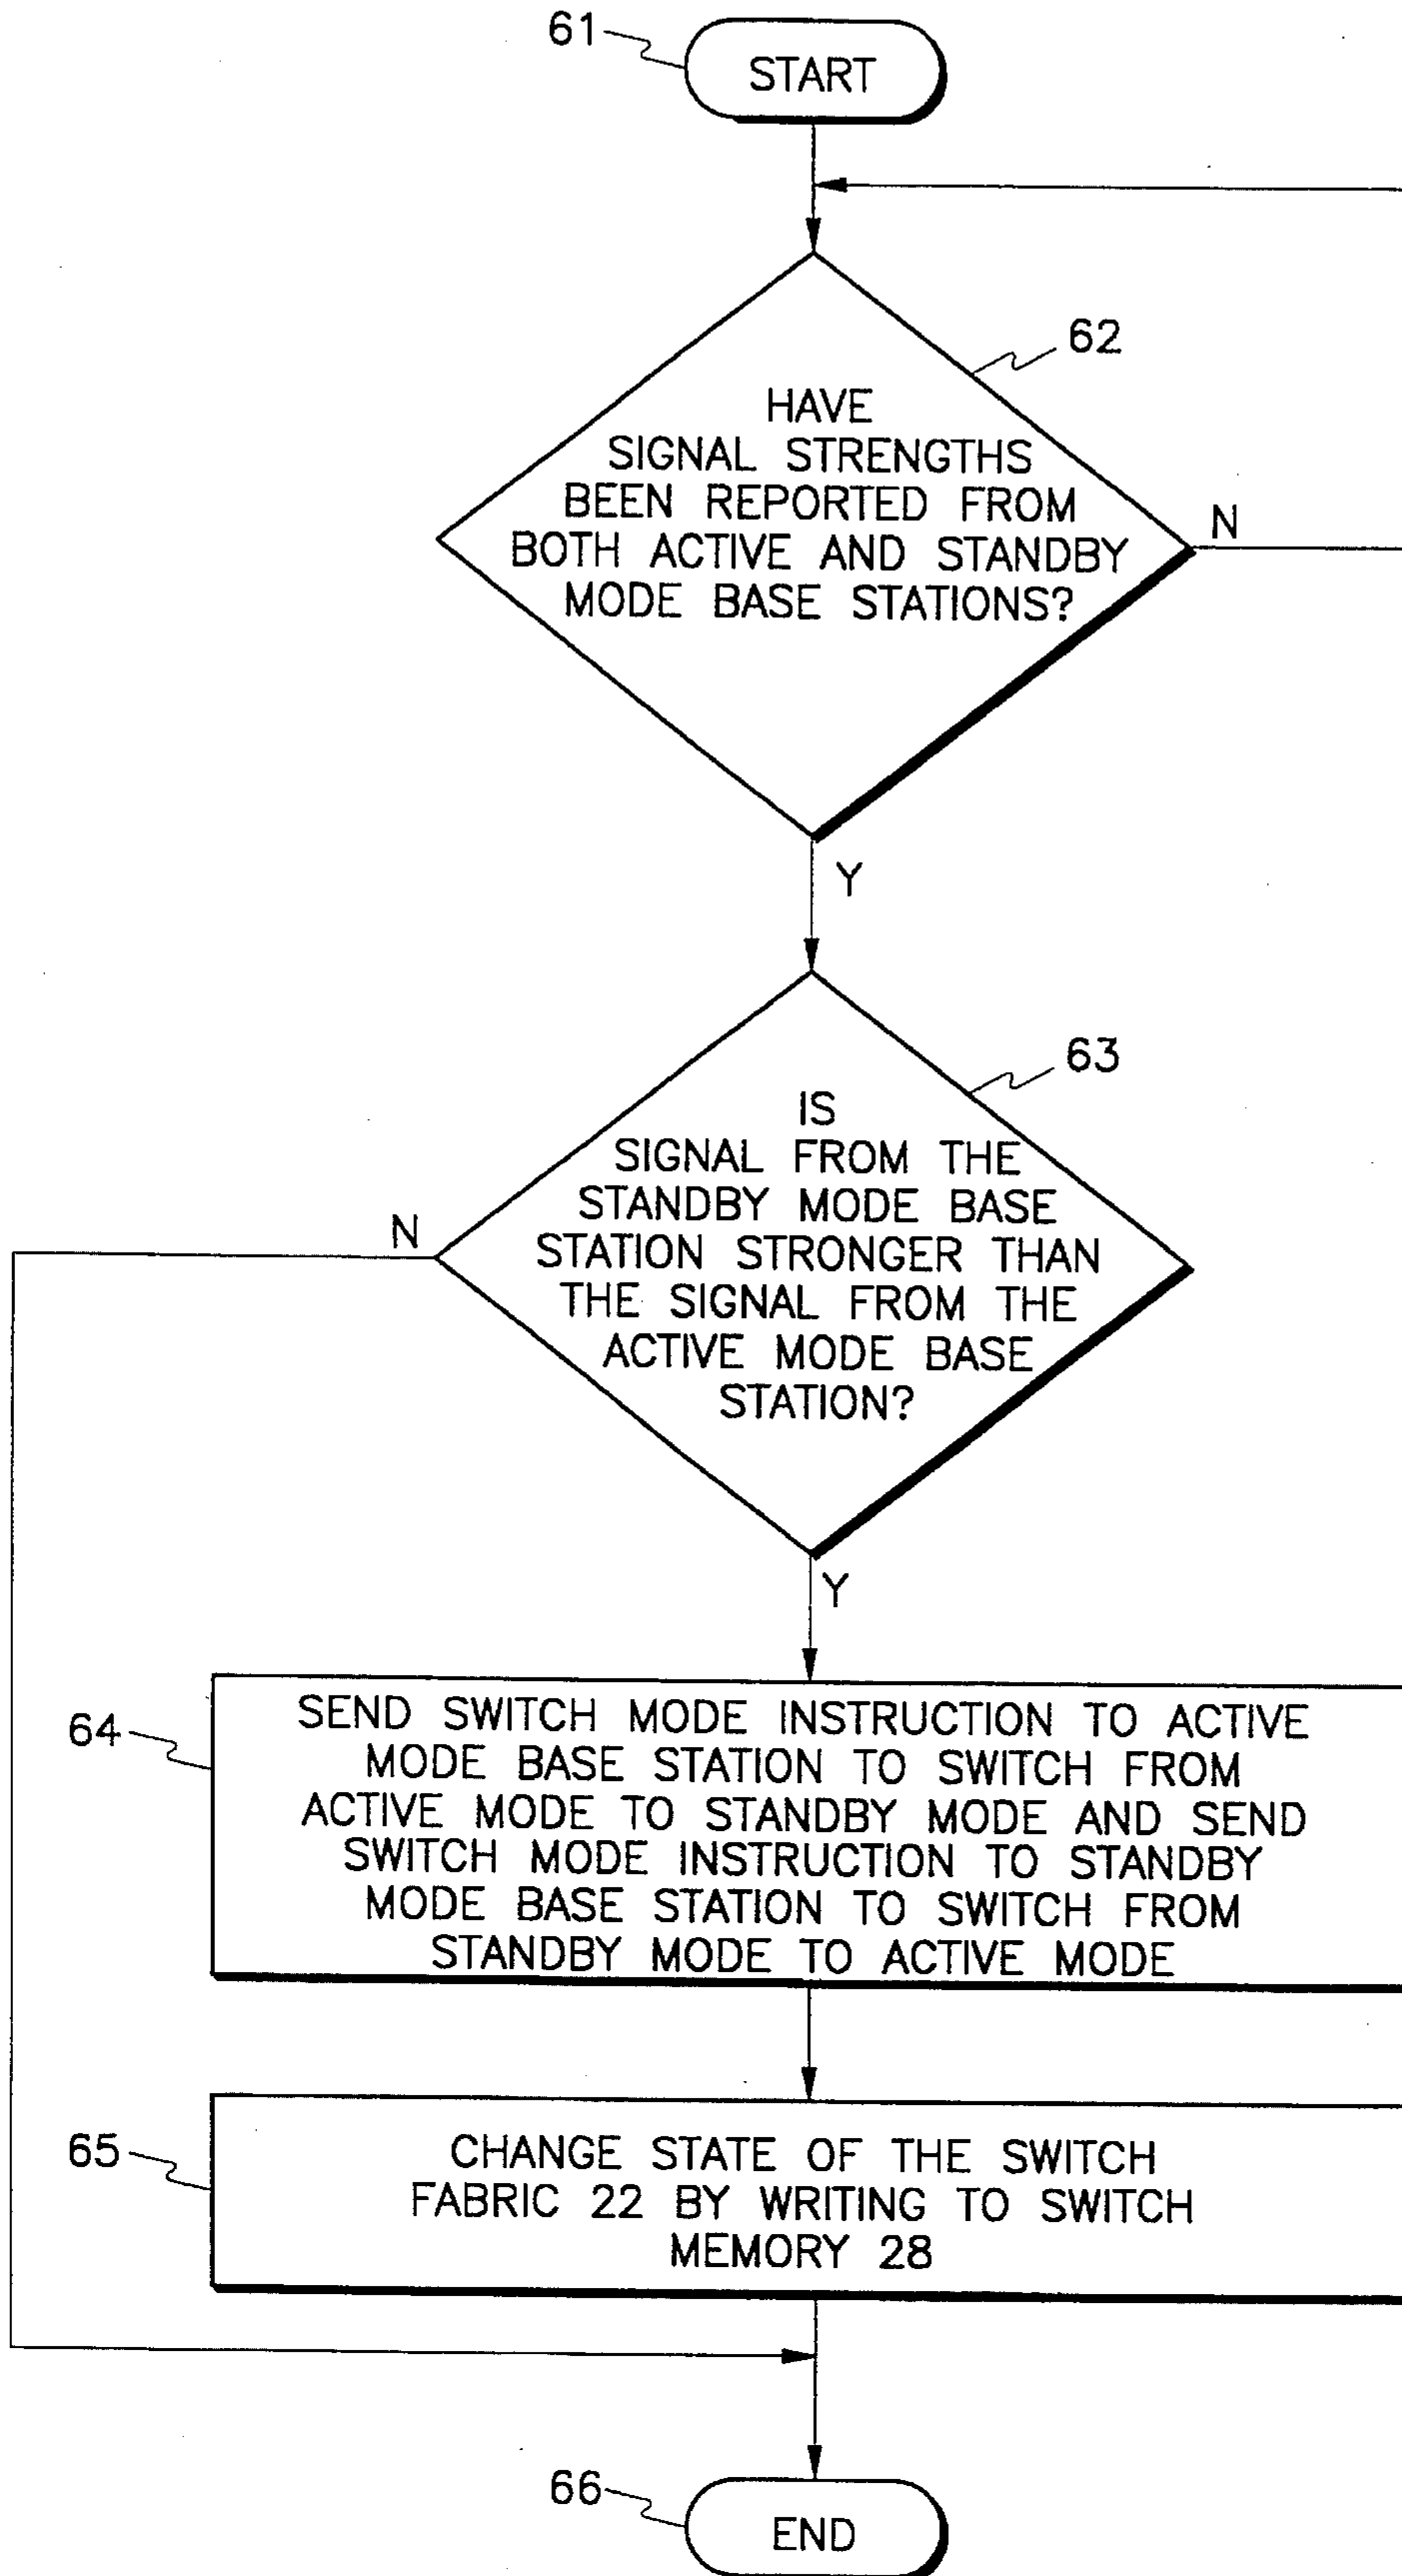 61
START
62
HAVE
SIGNAL STRENGTHS
BEEN REPORTED FROM
BOTH ACTIVE AND STANDBY
MODE BASE STATIONS?
N
Y
63
IS
SIGNAL FROM THE
STANDBY MODE BASE
STATION STRONGER THAN
THE SIGNAL FROM THE
ACTIVE MODE BASE
STATION?
N
Y
64
SEND SWITCH MODE INSTRUCTION TO ACTIVE
MODE BASE STATION TO SWITCH FROM
ACTIVE MODE TO STANDBY MODE AND SEND
SWITCH MODE INSTRUCTION TO STANDBY
MODE BASE STATION TO SWITCH FROM
STANDBY MODE TO ACTIVE MODE
65
CHANGE STATE OF THE SWITCH
FABRIC 22 BY WRITING TO SWITCH
MEMORY 28
66
END